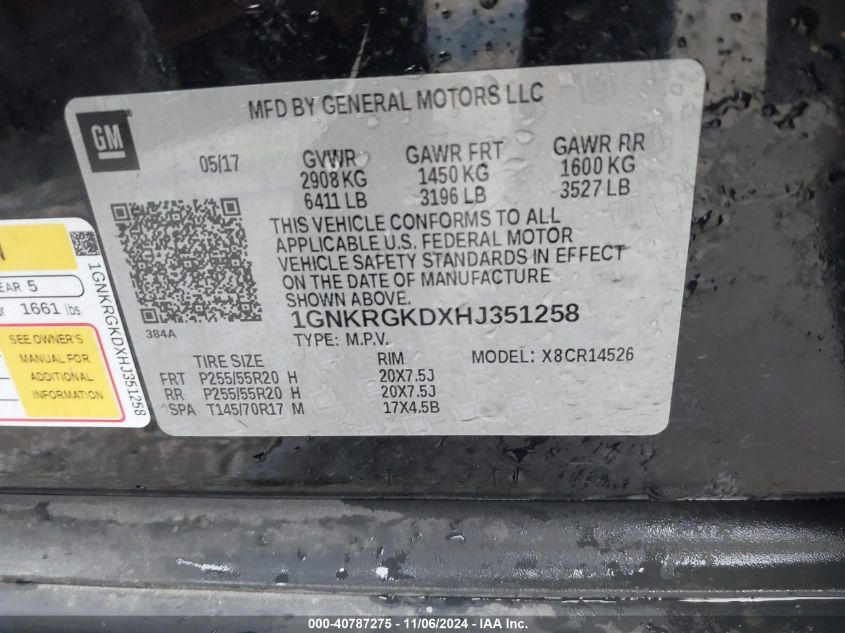 MFD BY GENERAL MOTORS LLC
GM
05/17
GVWR
2908 KG
6411 LB
GAWR FRT
1450 KG
3196 LB
GAWR RR
1600 KG
3527 LB
THIS VEHICLE CONFORMS TO ALL
APPLICABLE U.S. FEDERAL MOTOR
VEHICLE SAFETY STANDARDS IN EFFECT
ON THE DATE OF MANUFACTURE
SHOWN ABOVE.
384A
1GNKRGKDXHJ351258
TYPE: M.P.V.
MODEL: X8CR14526
TIRE SIZE RIM
FRT P255/55R20 H 20X7.5J
RR P255/55R20 H 20X7.5J
SPA T145/70R17 M 17X4.5B
EAR 5
r 1661 lbs
SEE OWNER'S
MANUAL FOR
ADDITIONAL
INFORMATION
1GNKRGKDXHJ351258
000-40787275 - 11/06/2024 - IAA Inc.